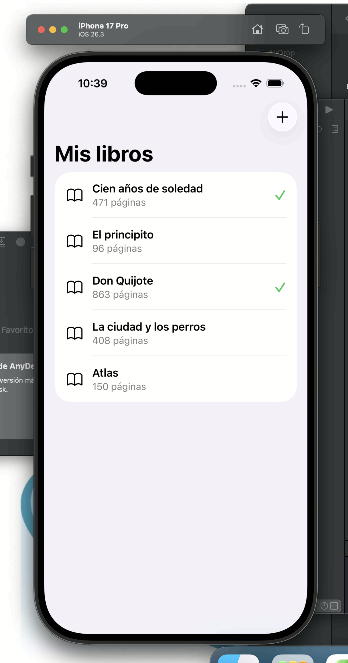 iPhone 17 Pro
iOS 26.3
10:39
Mis libros
Cien años de soledad
471 páginas
El principito
96 páginas
Don Quijote
863 páginas
La ciudad y los perros
408 páginas
Atlas
150 páginas
Favorito
de AnyDe
versión ma
sk.